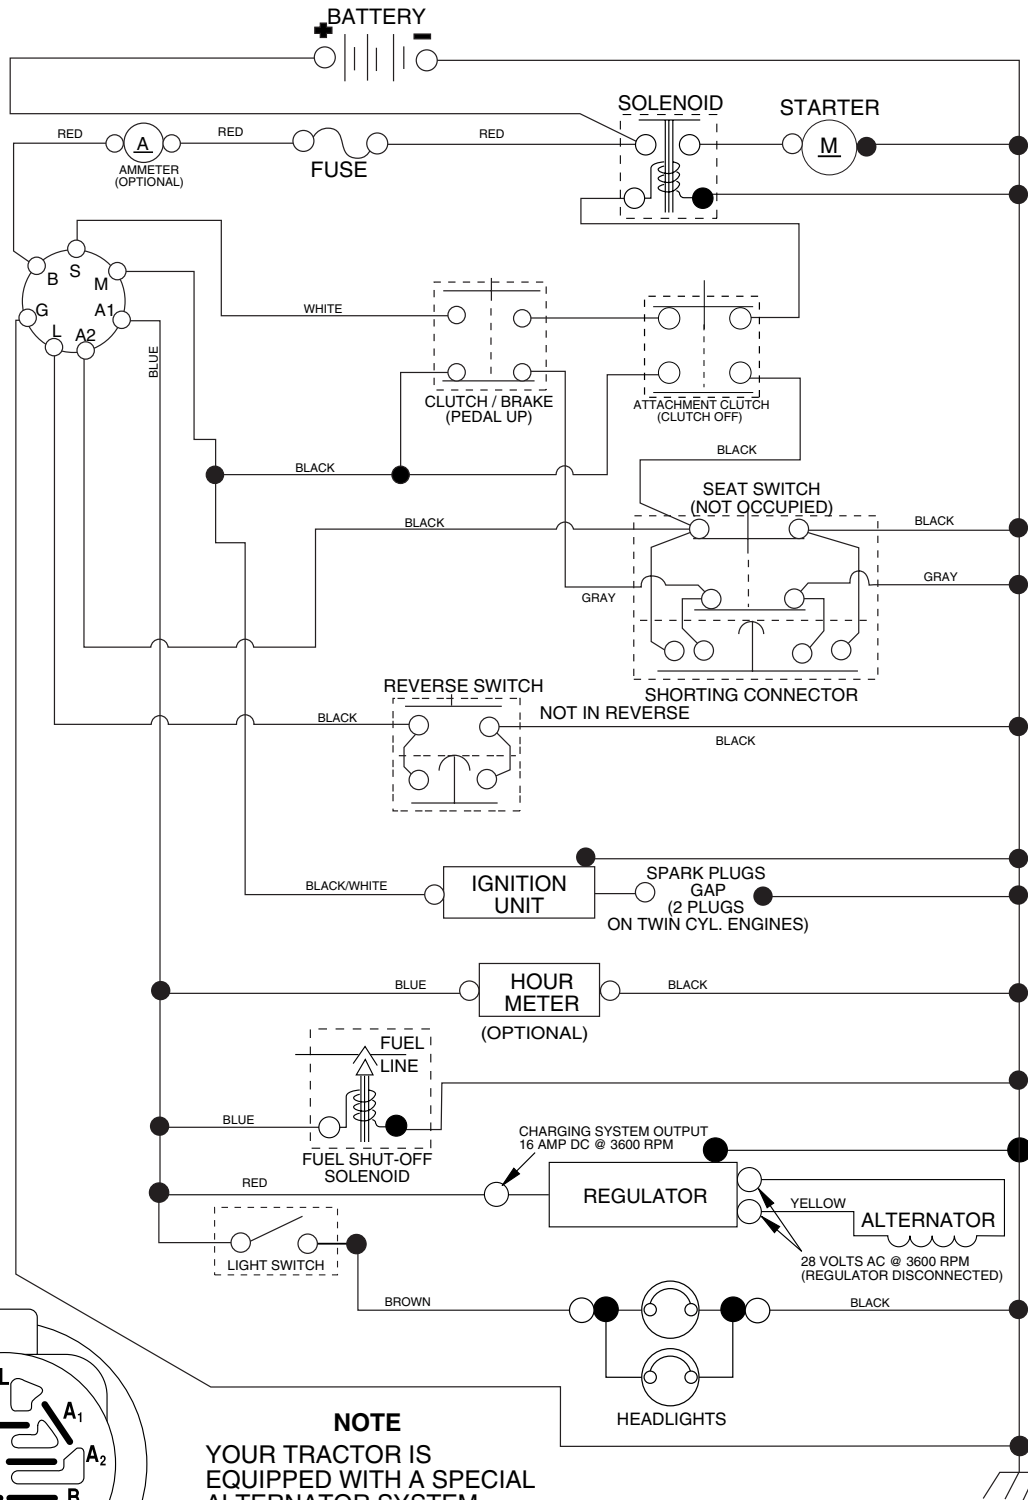 BATTERY
SOLENOID
STARTER
RED
RED
RED
A
M
AMMETER
(OPTIONAL)
FUSE
B
S
M
G
A1
L
A2
BLUE
WHITE
CLUTCH / BRAKE
(PEDAL UP)
ATTACHMENT CLUTCH
(CLUTCH OFF)
BLACK
BLACK
SEAT SWITCH
(NOT OCCUPIED)
BLACK
BLACK
GRAY
GRAY
REVERSE SWITCH
SHORTING CONNECTOR
BLACK
NOT IN REVERSE
BLACK
BLACK/WHITE
IGNITION
UNIT
SPARK PLUGS
GAP
(2 PLUGS
ON TWIN CYL. ENGINES)
BLUE
HOUR
METER
BLACK
(OPTIONAL)
FUEL
LINE
BLUE
FUEL SHUT-OFF
SOLENOID
CHARGING SYSTEM OUTPUT
16 AMP DC @ 3600 RPM
RED
REGULATOR
YELLOW
ALTERNATOR
LIGHT SWITCH
28 VOLTS AC @ 3600 RPM
(REGULATOR DISCONNECTED)
BROWN
BLACK
HEADLIGHTS
L
A1
A2
B
NOTE
YOUR TRACTOR IS
EQUIPPED WITH A SPECIAL
ALTERNATOR SYSTEM